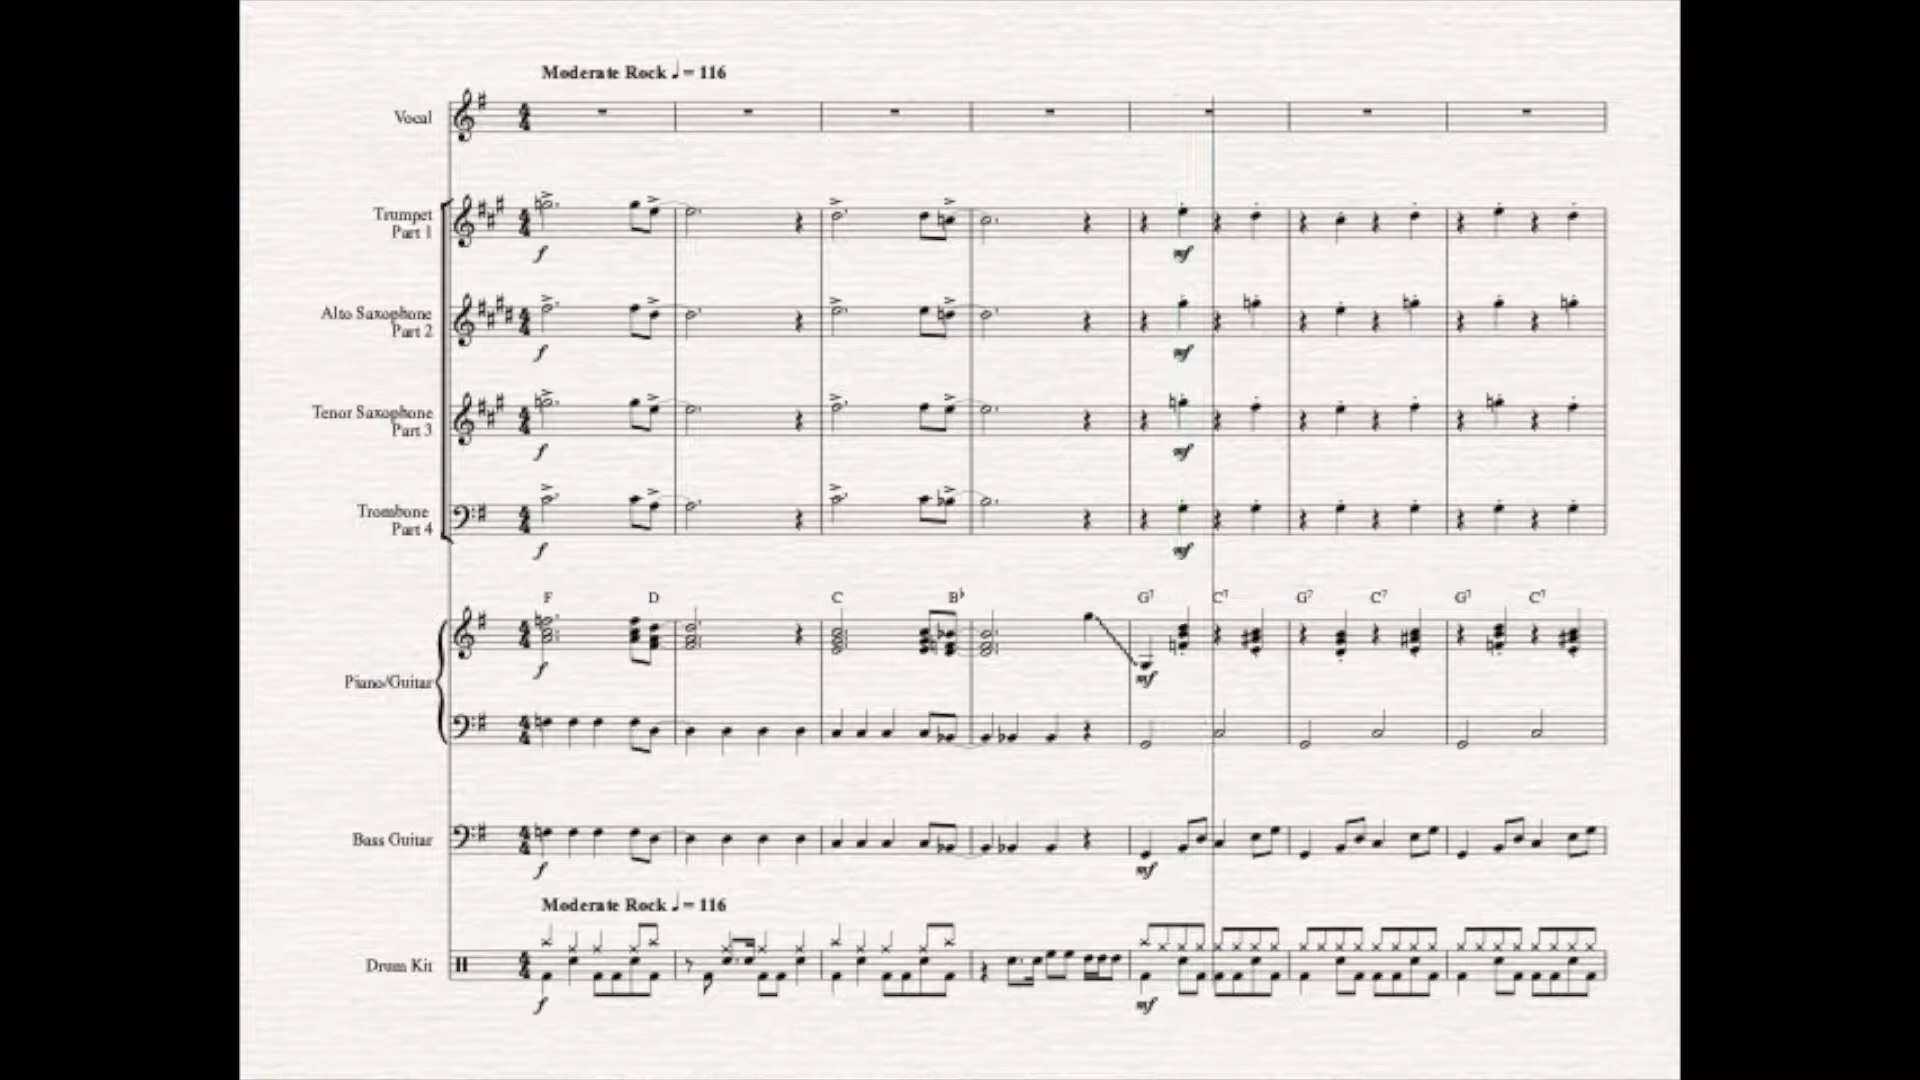 Moderate Rock ♩= 116
Vocal
Trumpet
Part 1
f
mf
Alto Saxophone
Part 2
f
mf
Tenor Saxophone
Part 3
f
mf
Trombone
Part 4
f
mf
F D C B♭ G7 C7 G7 C7 G7 C7
Piano/Guitar
f
mf
Bass Guitar
f
mf
Moderate Rock ♩= 116
Drum Kit
f
mf